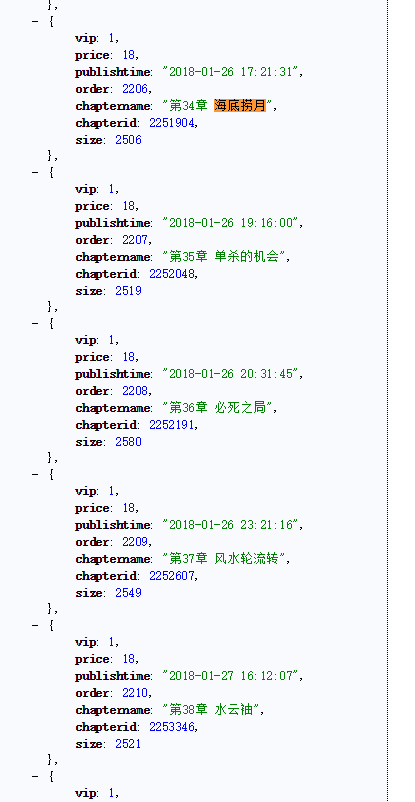 },
- {
vip: 1,
price: 18,
publishtime: "2018-01-26 17:21:31",
order: 2206,
chaptername: "第34章 海底捞月",
chapterid: 2251904,
size: 2506
},
- {
vip: 1,
price: 18,
publishtime: "2018-01-26 19:16:00",
order: 2207,
chaptername: "第35章 单杀的机会",
chapterid: 2252048,
size: 2519
},
- {
vip: 1,
price: 18,
publishtime: "2018-01-26 20:31:45",
order: 2208,
chaptername: "第36章 必死之局",
chapterid: 2252191,
size: 2580
},
- {
vip: 1,
price: 18,
publishtime: "2018-01-26 23:21:16",
order: 2209,
chaptername: "第37章 风水轮流转",
chapterid: 2252607,
size: 2549
},
- {
vip: 1,
price: 18,
publishtime: "2018-01-27 16:12:07",
order: 2210,
chaptername: "第38章 水云袖",
chapterid: 2253346,
size: 2521
},
- {
vip: 1,